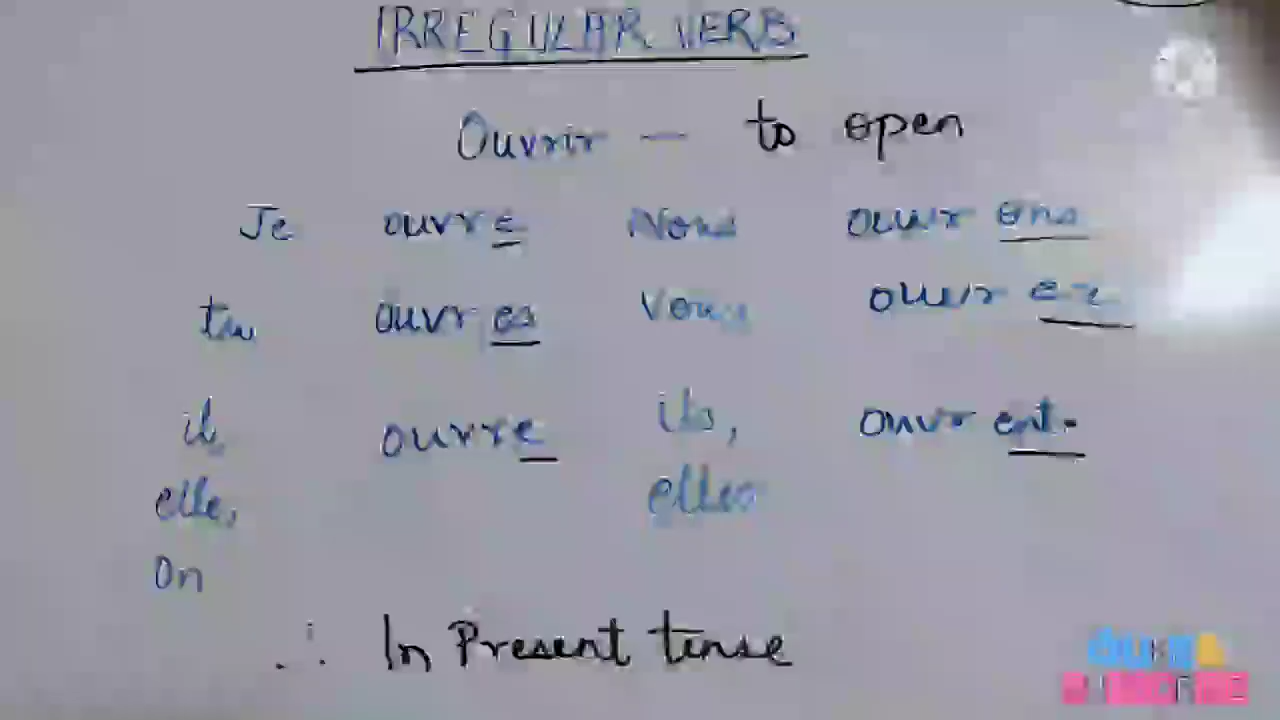 IRREGULAR VERB
Ouvrir — to open
Je ouvre Nous ouvrons
tu ouvres Vous ouvrez
il, ouvre ils, ouvrent.
elle, elles
On
∴ In Present tense